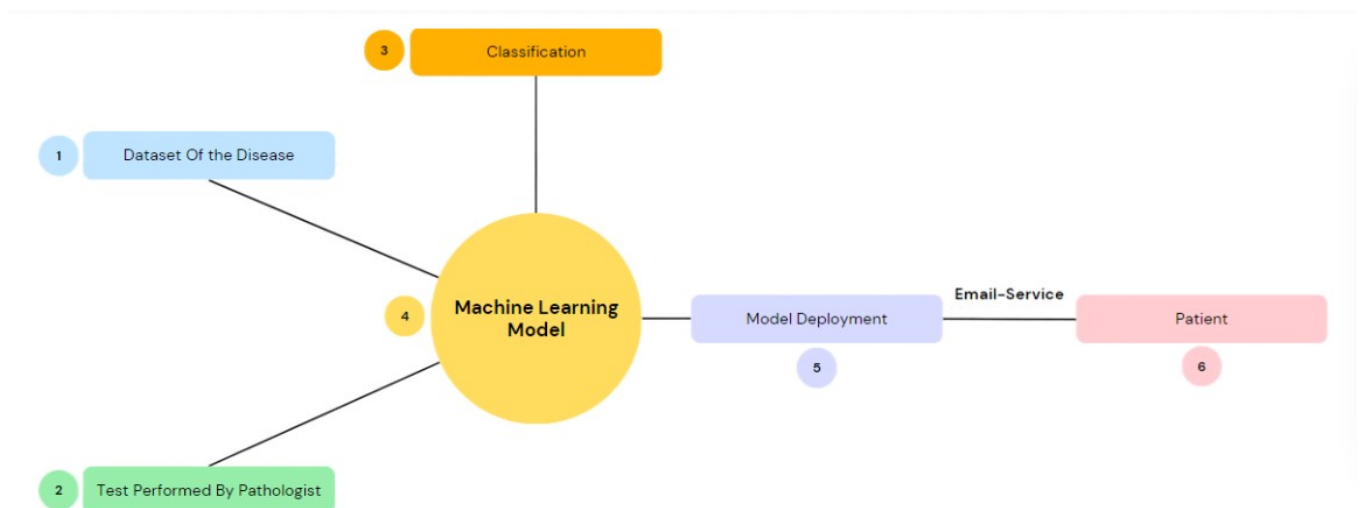 3
Classification
1
Dataset Of the Disease
4
Machine Learning
Model
Email-Service
Model Deployment
Patient
5
6
2
Test Performed By Pathologist